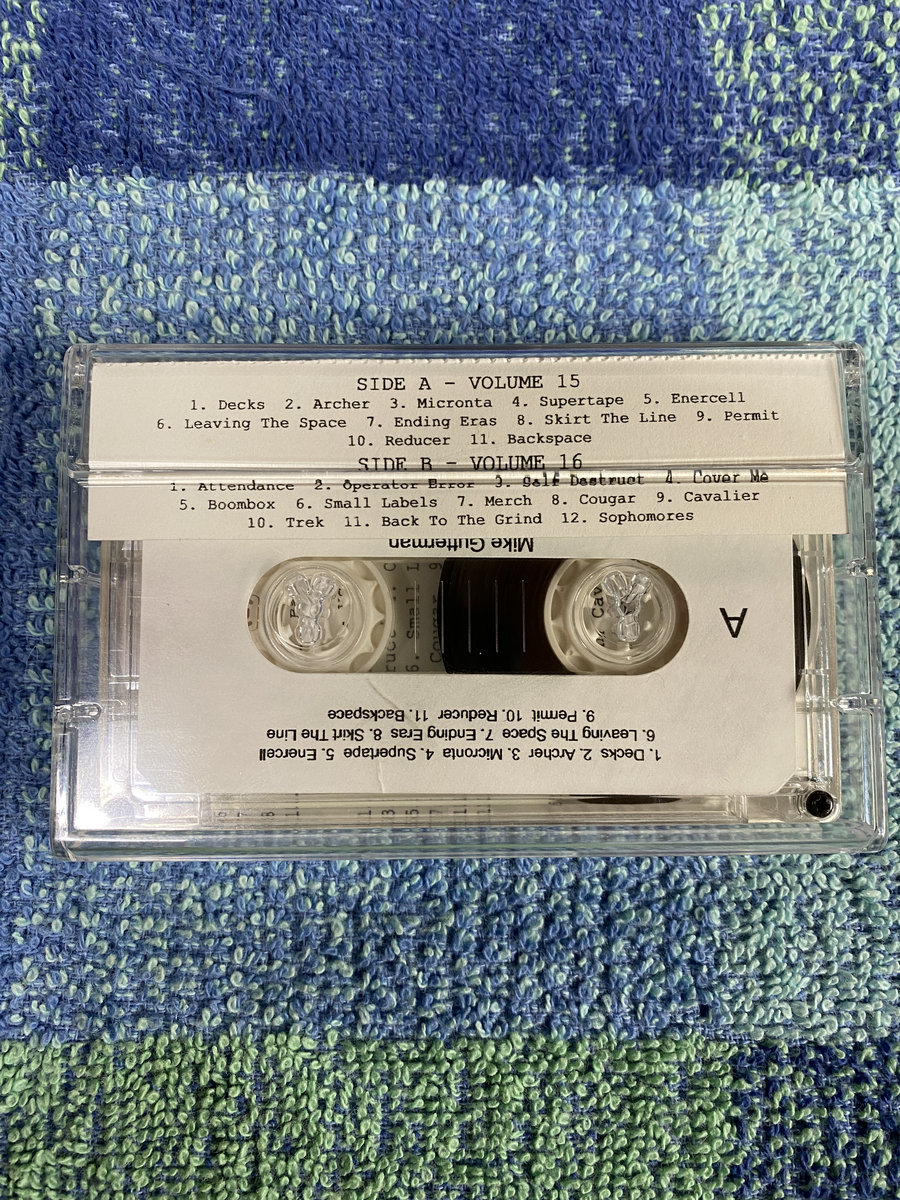 SIDE A - VOLUME 15
1. Decks 2. Archer 3. Micronta 4. Supertape 5. Enercell
6. Leaving The Space 7. Ending Eras 8. Skirt The Line 9. Permit
10. Reducer 11. Backspace
SIDE B - VOLUME 16
1. Attendance 2. Operator Error 3. Self Destruct 4. Cover Me
5. Boombox 6. Small Labels 7. Merch 8. Cougar 9. Cavalier
10. Trek 11. Back To The Grind 12. Sophomores
Mike Gutterman
A
1. Decks 2. Archer 3. Micronta 4. Supertape 5. Enercell
6. Leaving The Space 7. Ending Eras 8. Skirt The Line
9. Permit 10. Reducer 11. Backspace